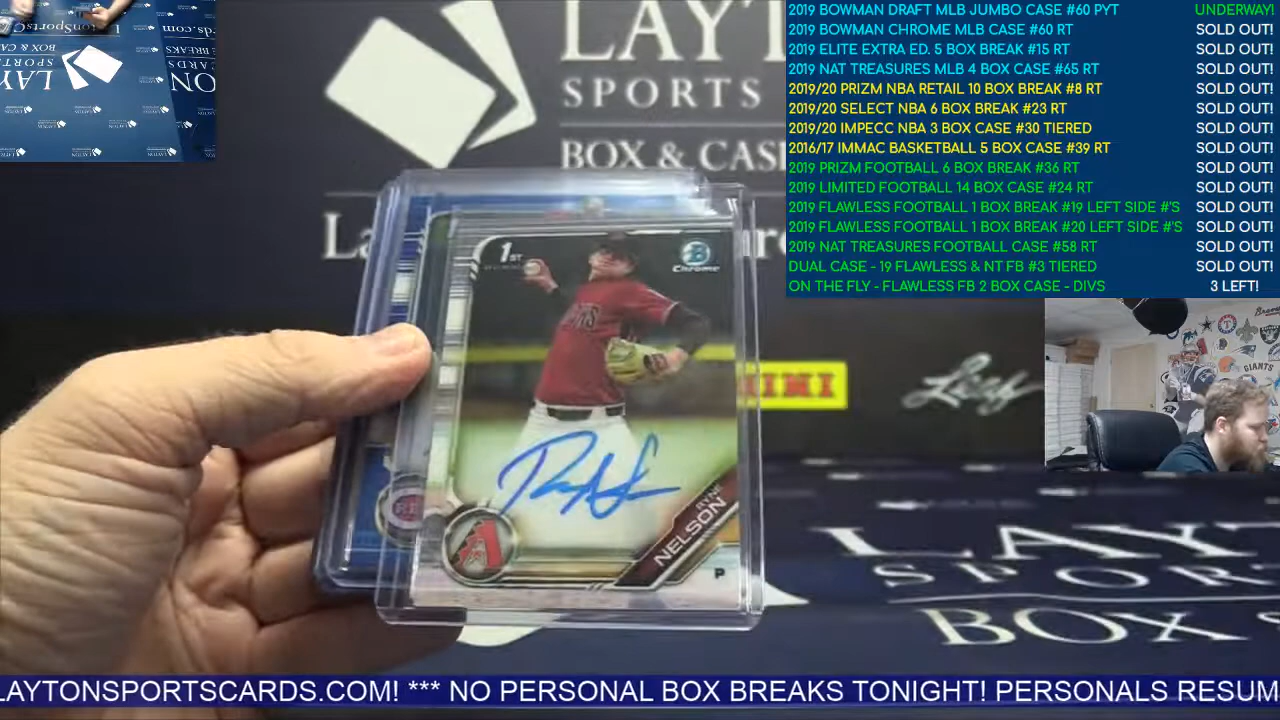 2019 BOWMAN DRAFT MLB JUMBO CASE #60 PYT UNDERWAY!
2019 BOWMAN CHROME MLB CASE #60 RT SOLD OUT!
2019 ELITE EXTRA ED. 5 BOX BREAK #15 RT SOLD OUT!
2019 NAT TREASURES MLB 4 BOX CASE #65 RT SOLD OUT!
2019/20 PRIZM NBA RETAIL 10 BOX BREAK #8 RT SOLD OUT!
2019/20 SELECT NBA 6 BOX BREAK #23 RT SOLD OUT!
2019/20 IMPECC NBA 3 BOX CASE #30 TIERED SOLD OUT!
2016/17 IMMAC BASKETBALL 5 BOX CASE #39 RT SOLD OUT!
2019 PRIZM FOOTBALL 6 BOX BREAK #36 RT SOLD OUT!
2019 LIMITED FOOTBALL 14 BOX CASE #24 RT SOLD OUT!
2019 FLAWLESS FOOTBALL 1 BOX BREAK #19 LEFT SIDE #'S SOLD OUT!
2019 FLAWLESS FOOTBALL 1 BOX BREAK #20 LEFT SIDE #'S SOLD OUT!
2019 NAT TREASURES FOOTBALL CASE #58 RT SOLD OUT!
DUAL CASE - 19 FLAWLESS & NT FB #3 TIERED SOLD OUT!
ON THE FLY - FLAWLESS FB 2 BOX CASE - DIVS 3 LEFT!
LAYT
SPORTS
BOX & CAS
1ST
B
Chrome
RYNE
NELSON
P
Leaf
GIANTS
LAYT
SPOR
BOX
LAYTONSPORTSCARDS.COM! *** NO PERSONAL BOX BREAKS TONIGHT! PERSONALS RESUM